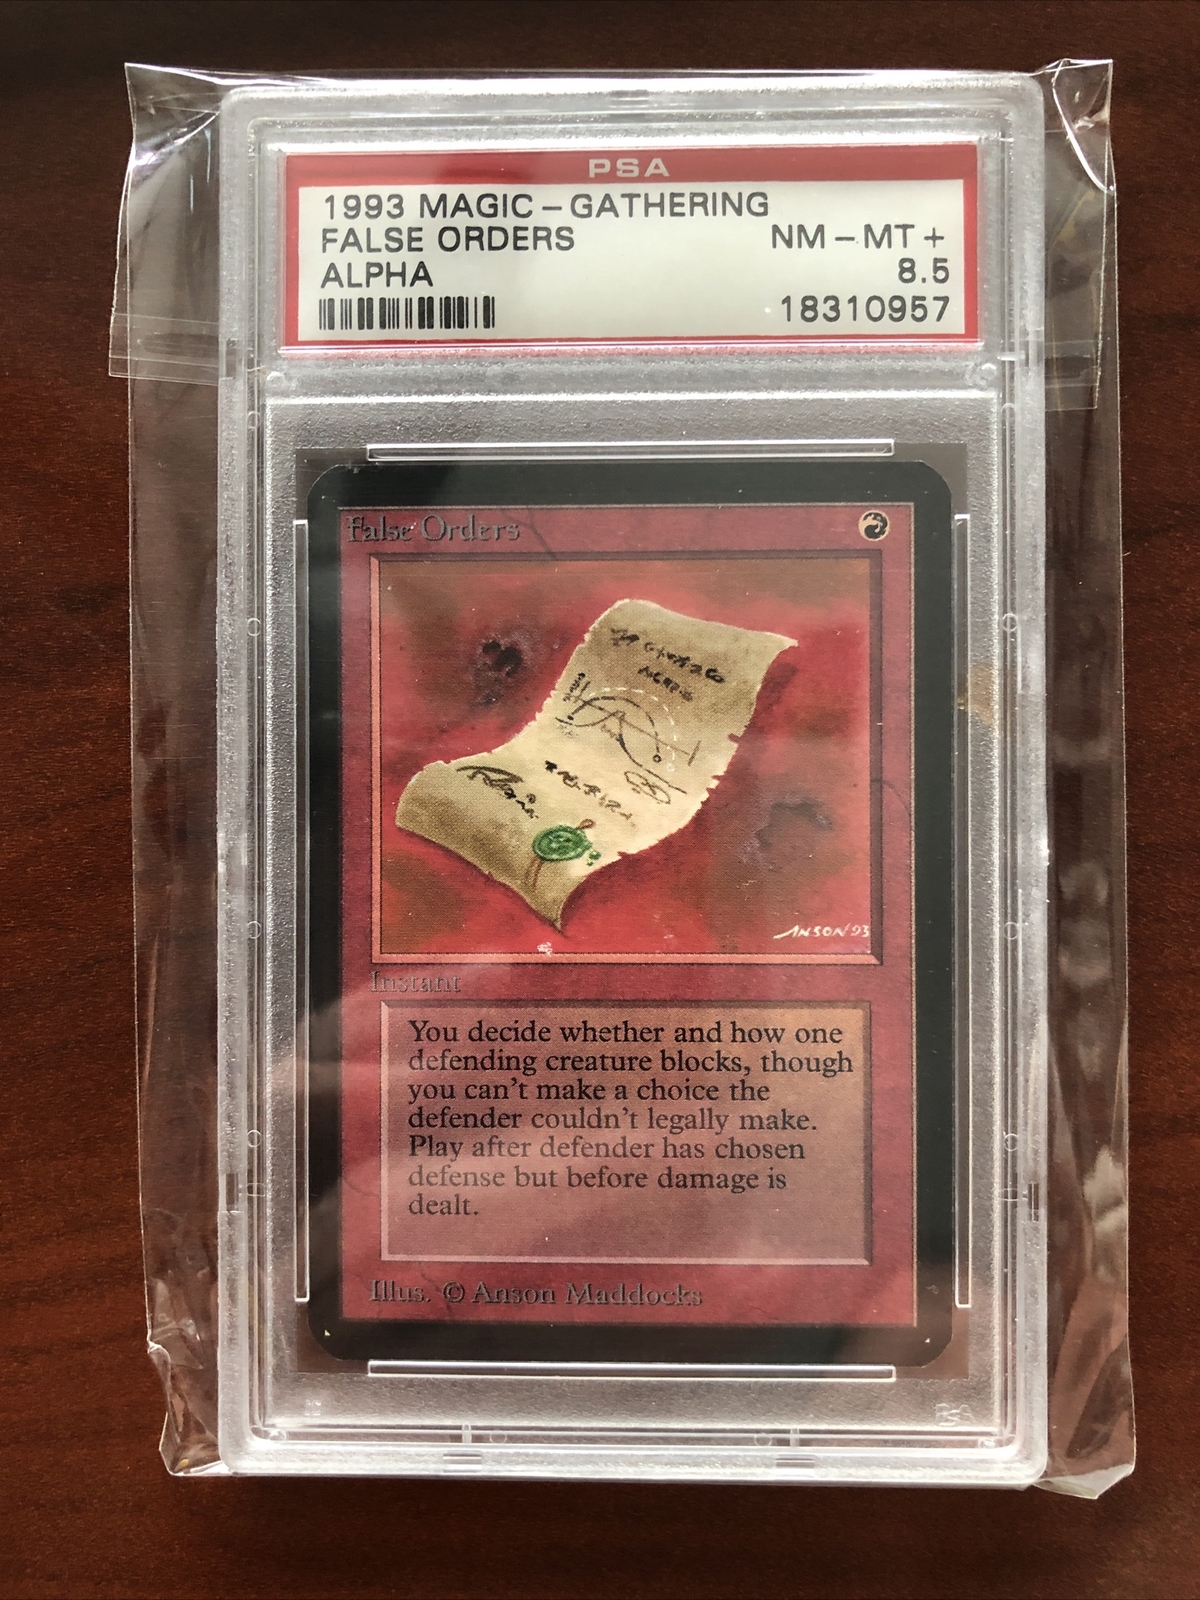 PSA
1993 MAGIC-GATHERING
FALSE ORDERS NM-MT+
ALPHA 8.5
18310957
False Orders
ANSON 93
Instant
You decide whether and how one
defending creature blocks, though
you can't make a choice the
defender couldn't legally make.
Play after defender has chosen
defense but before damage is
dealt.
Illus. © Anson Maddocks